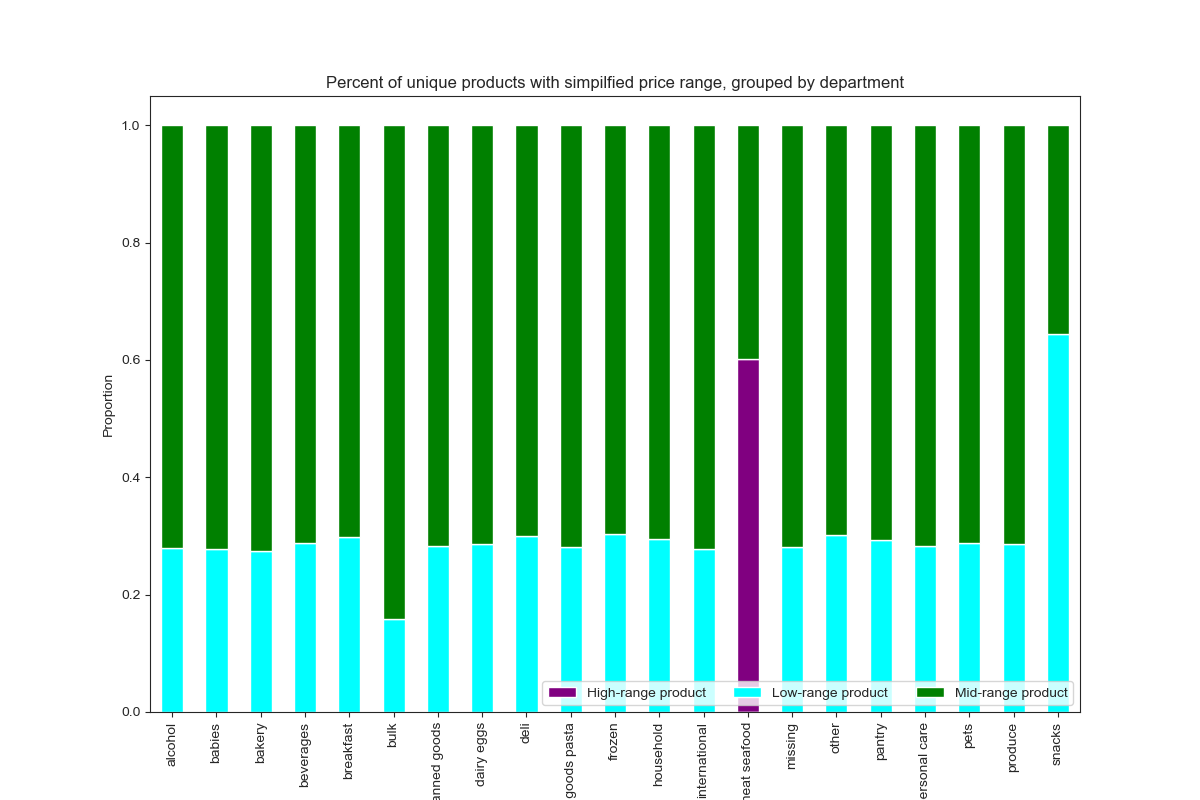 Percent of unique products with simpilfied price range, grouped by department
1.0
0.8
0.6
0.4
0.2
0.0
Proportion
High-range product
Low-range product
Mid-range product
alcohol
babies
bakery
beverages
breakfast
bulk
anned goods
dairy eggs
deli
goods pasta
frozen
household
international
neat seafood
missing
other
pantry
ersonal care
pets
produce
snacks